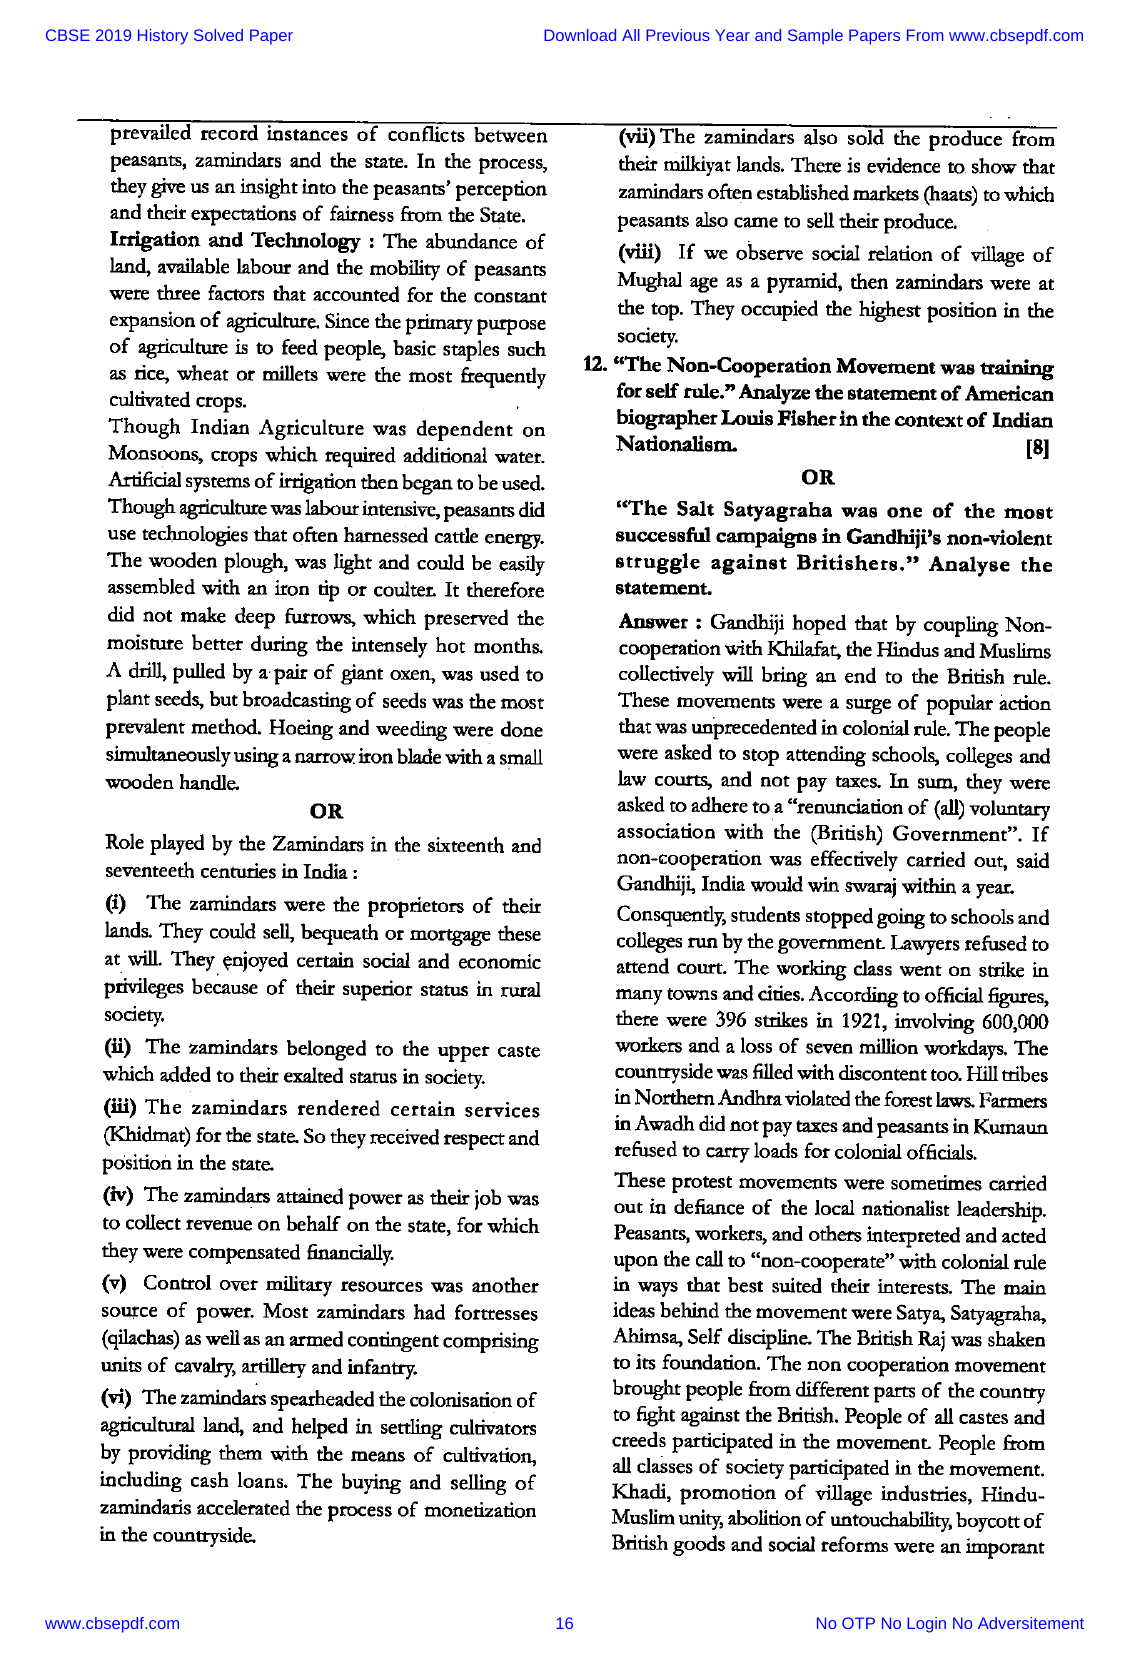 CBSE 2019 History Solved Paper
Download All Previous Year and Sample Papers From www.cbsepdf.com
prevailed record instances of conflicts between
peasants, zamindars and the state. In the process,
they give us an insight into the peasants' perception
and their expectations of fairness from the State.
Irrigation and Technology : The abundance of
land, available labour and the mobility of peasants
were three factors that accounted for the constant
expansion of agriculture. Since the primary purpose
of agriculture is to feed people, basic staples such
as rice, wheat or millets were the most frequently
cultivated crops.
Though Indian Agriculture was dependent on
Monsoons, crops which required additional water.
Artificial systems of irrigation then began to be used.
Though agriculture was labour intensive, peasants did
use technologies that often harnessed cattle energy.
The wooden plough, was light and could be easily
assembled with an iron tip or coulter. It therefore
did not make deep furrows, which preserved the
moisture better during the intensely hot months.
A drill, pulled by a pair of giant oxen, was used to
plant seeds, but broadcasting of seeds was the most
prevalent method. Hoeing and weeding were done
simultaneously using a narrow iron blade with a small
wooden handle.
OR
Role played by the Zamindars in the sixteenth and
seventeeth centuries in India :
(i) The zamindars were the proprietors of their
lands. They could sell, bequeath or mortgage these
at will. They enjoyed certain social and economic
privileges because of their superior status in rural
society.
(ii) The zamindars belonged to the upper caste
which added to their exalted status in society.
(iii) The zamindars rendered certain services
(Khidmat) for the state. So they received respect and
position in the state.
(iv) The zamindars attained power as their job was
to collect revenue on behalf on the state, for which
they were compensated financially.
(v) Control over military resources was another
source of power. Most zamindars had fortresses
(qilachas) as well as an armed contingent comprising
units of cavalry, artillery and infantry.
(vi) The zamindars spearheaded the colonisation of
agricultural land, and helped in settling cultivators
by providing them with the means of cultivation,
including cash loans. The buying and selling of
zamindaris accelerated the process of monetization
in the countryside.
(vii) The zamindars also sold the produce from
their milkiyat lands. There is evidence to show that
zamindars often established markets (haats) to which
peasants also came to sell their produce.
(viii) If we observe social relation of village of
Mughal age as a pyramid, then zamindars were at
the top. They occupied the highest position in the
society.
12. “The Non-Cooperation Movement was training
for self rule.” Analyze the statement of American
biographer Louis Fisher in the context of Indian
Nationalism. [8]
OR
“The Salt Satyagraha was one of the most
successful campaigns in Gandhiji's non-violent
struggle against Britishers.” Analyse the
statement.
Answer : Gandhiji hoped that by coupling Non-
cooperation with Khilafat, the Hindus and Muslims
collectively will bring an end to the British rule.
These movements were a surge of popular action
that was unprecedented in colonial rule. The people
were asked to stop attending schools, colleges and
law courts, and not pay taxes. In sum, they were
asked to adhere to a “renunciation of (all) voluntary
association with the (British) Government”. If
non-cooperation was effectively carried out, said
Gandhiji, India would win swaraj within a year.
Consquently, students stopped going to schools and
colleges run by the government. Lawyers refused to
attend court. The working class went on strike in
many towns and cities. According to official figures,
there were 396 strikes in 1921, involving 600,000
workers and a loss of seven million workdays. The
countryside was filled with discontent too. Hill tribes
in Northern Andhra violated the forest laws. Farmers
in Awadh did not pay taxes and peasants in Kumaun
refused to carry loads for colonial officials.
These protest movements were sometimes carried
out in defiance of the local nationalist leadership.
Peasants, workers, and others interpreted and acted
upon the call to “non-cooperate” with colonial rule
in ways that best suited their interests. The main
ideas behind the movement were Satya, Satyagraha,
Ahimsa, Self discipline. The British Raj was shaken
to its foundation. The non cooperation movement
brought people from different parts of the country
to fight against the British. People of all castes and
creeds participated in the movement. People from
all classes of society participated in the movement.
Khadi, promotion of village industries, Hindu-
Muslim unity, abolition of untouchability, boycott of
British goods and social reforms were an imporant
www.cbsepdf.com
16
No OTP No Login No Adversitement